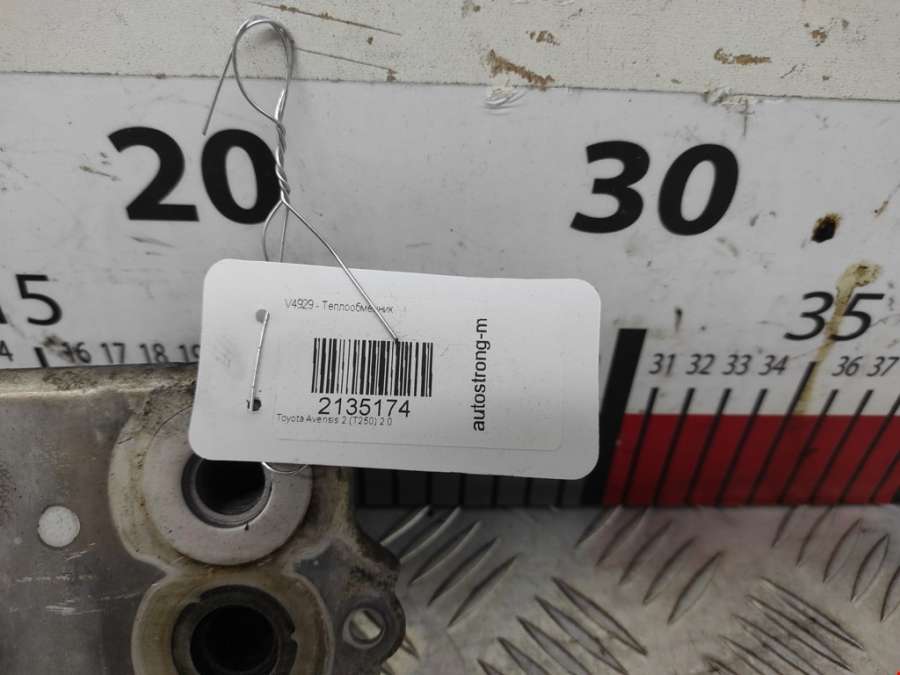 20 30
15 35
16 17 18 19 31 32 33 34 36 37
V4929 - Теплообменник
2135174
Toyota Avensis 2 (T250) 2.0
autostrong-m